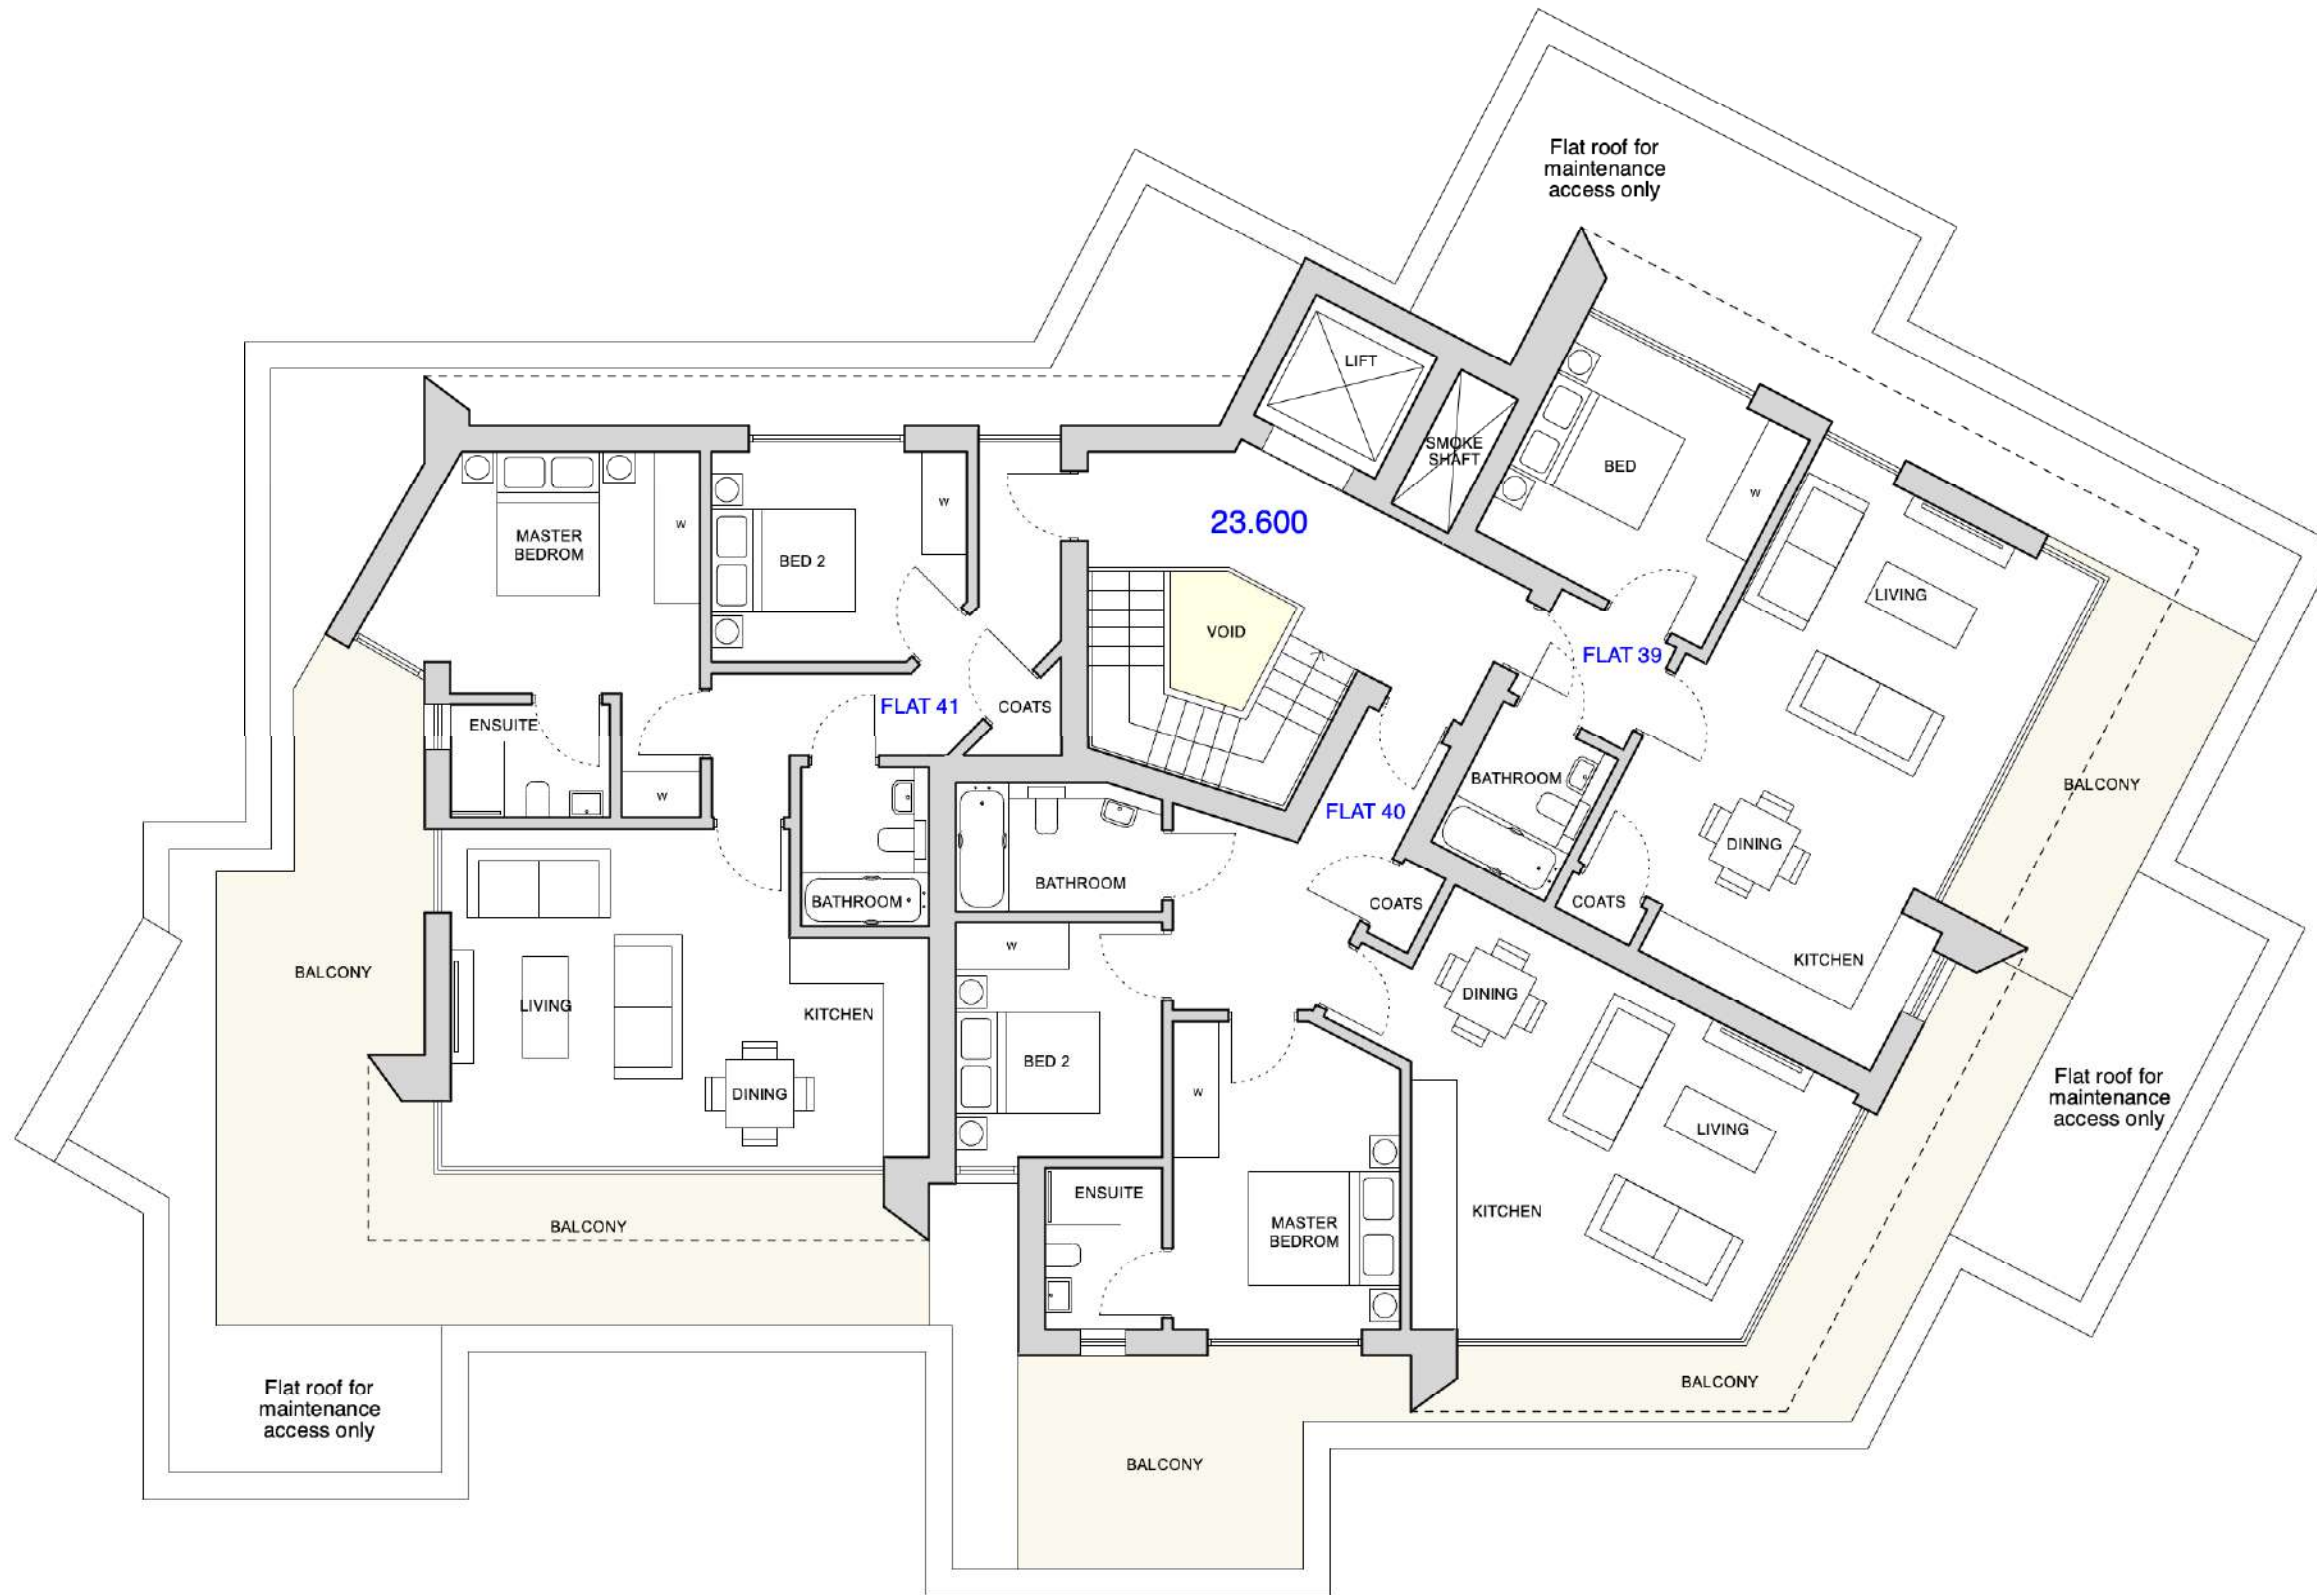 Flat roof for
maintenance
access only
LIFT
SMOKE
SHAFT
BED
W
23.600
MASTER
BEDROM
W
BED 2
W
LIVING
VOID
FLAT 39
FLAT 41
COATS
ENSUITE
W
BATHROOM
BALCONY
FLAT 40
DINING
BATHROOM
BATHROOM
COATS
COATS
KITCHEN
W
BALCONY
LIVING
KITCHEN
DINING
BED 2
W
DINING
LIVING
Flat roof for
maintenance
access only
ENSUITE
KITCHEN
BALCONY
MASTER
BEDROM
BALCONY
Flat roof for
maintenance
access only
BALCONY